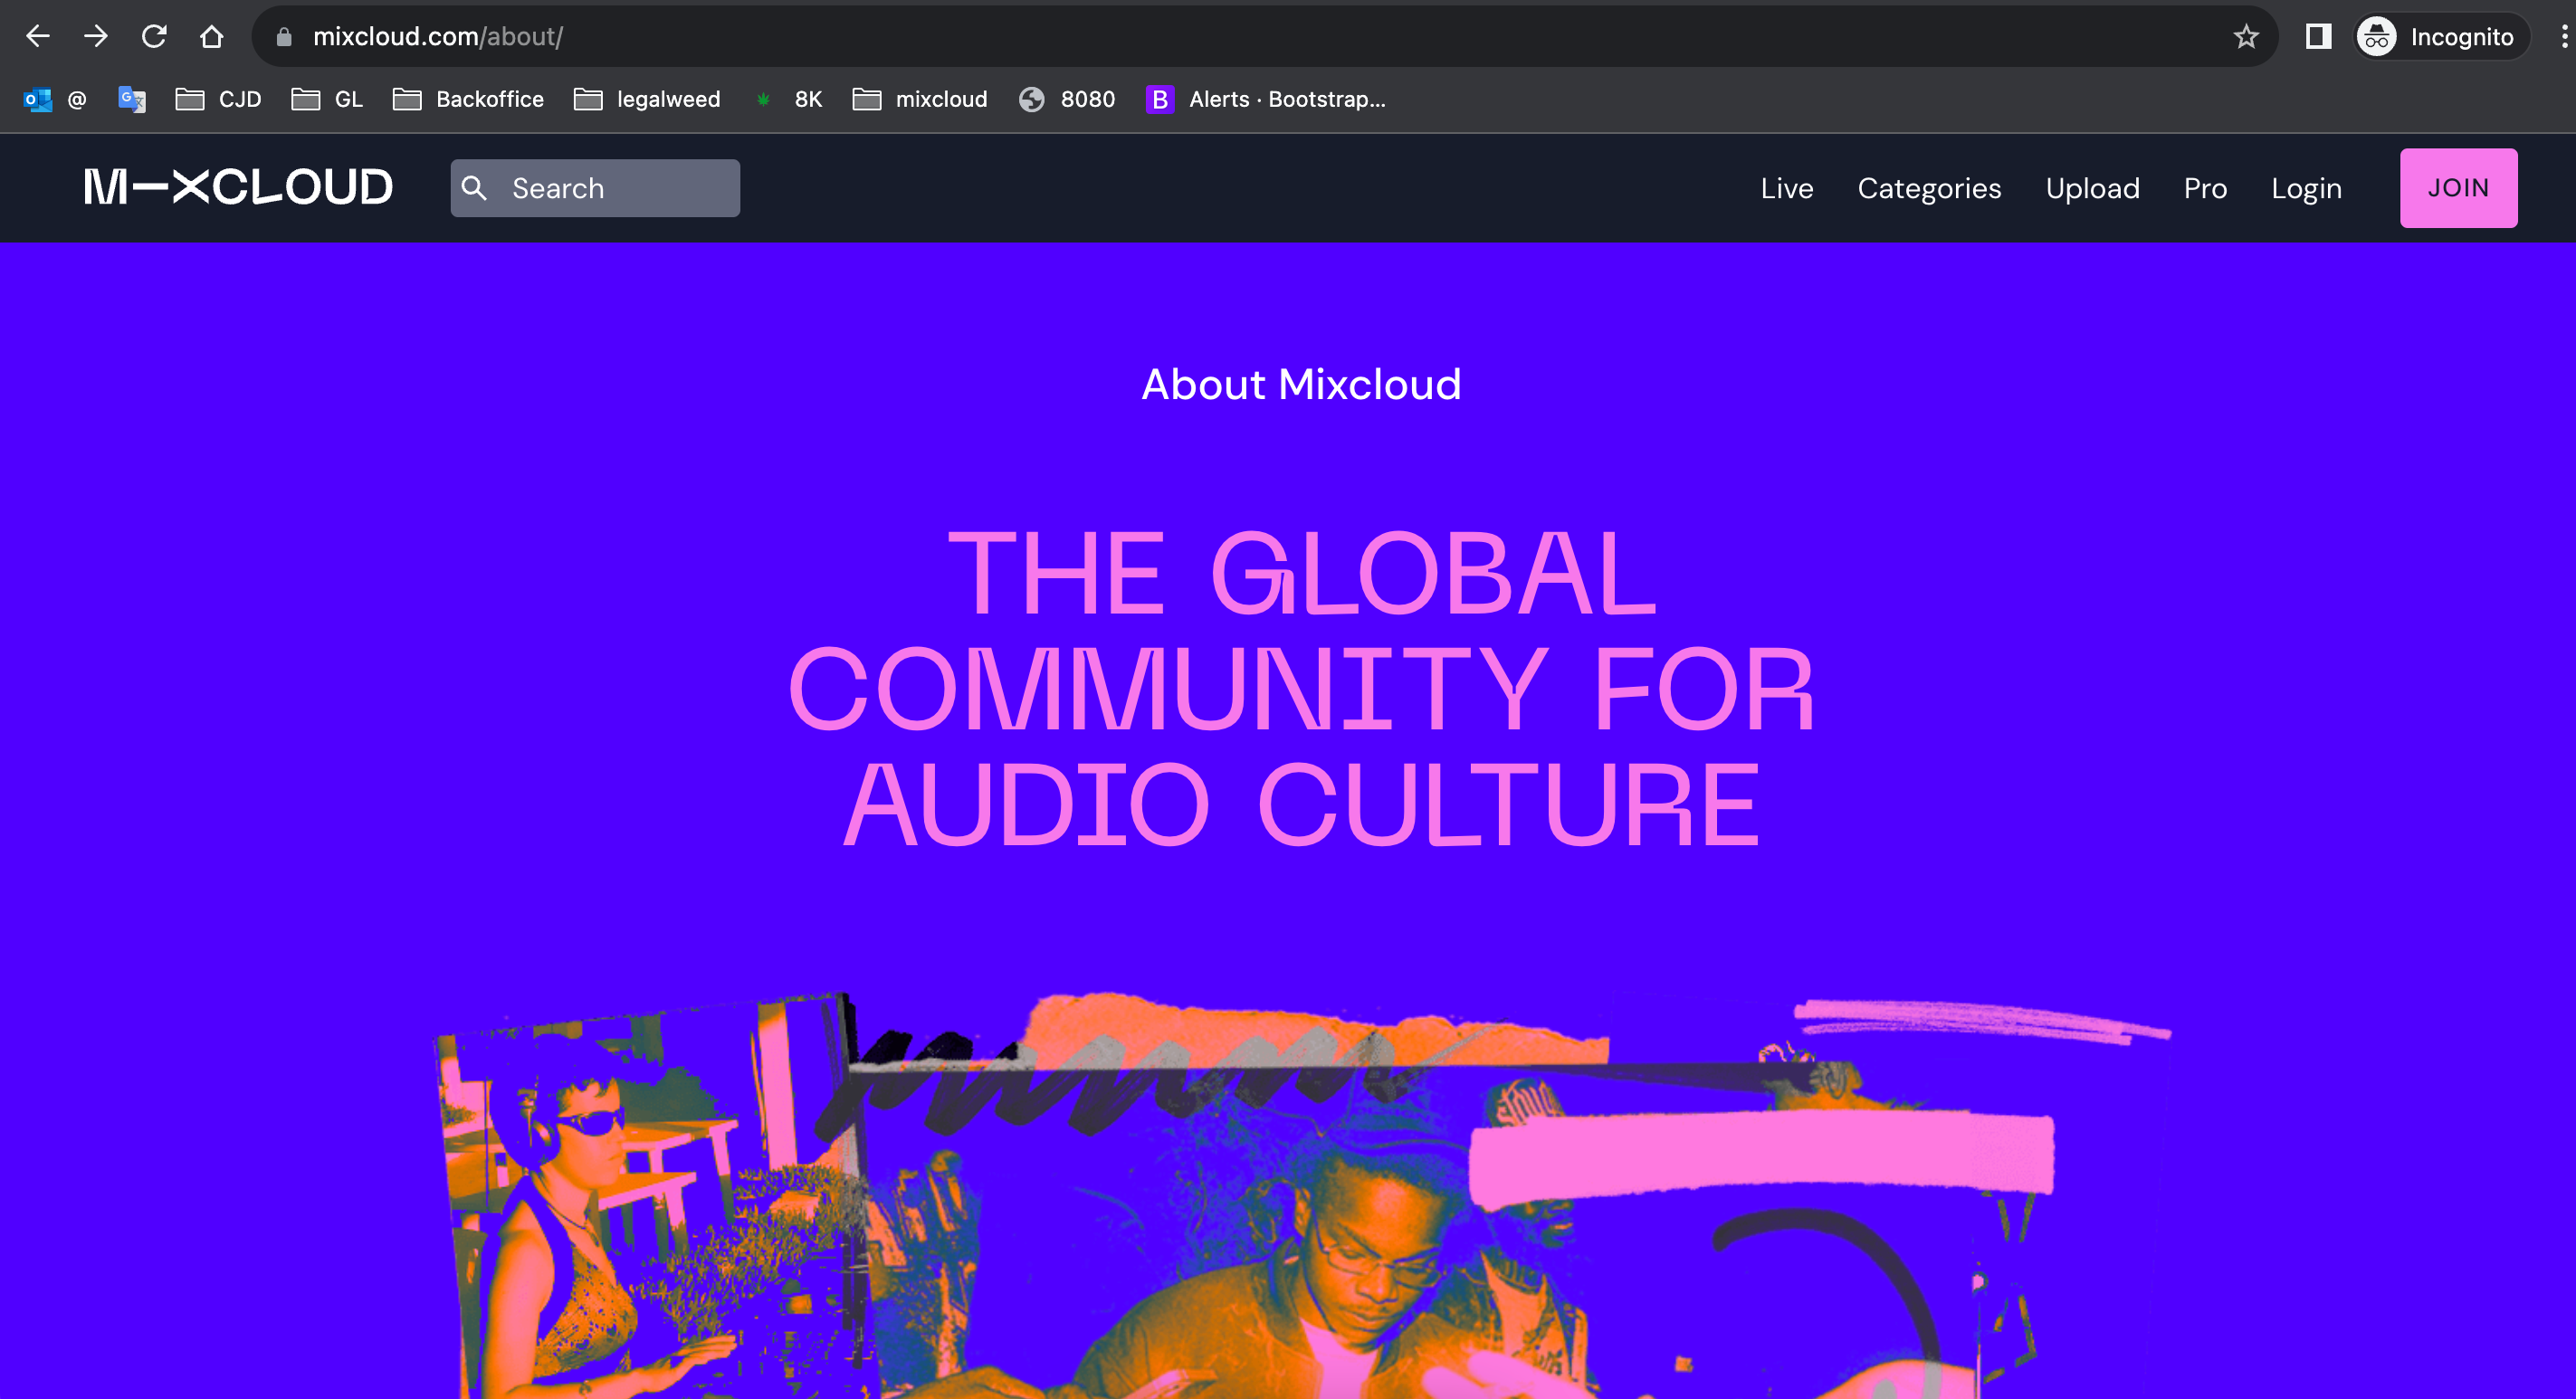 mixcloud.com/about/
Incognito
@
CJD
GL
Backoffice
legalweed
8K
mixcloud
8080
B
Alerts · Bootstrap...
M—XCLOUD
Search
Live
Categories
Upload
Pro
Login
JOIN
About Mixcloud
THE GLOBAL
COMMUNITY FOR
AUDIO CULTURE